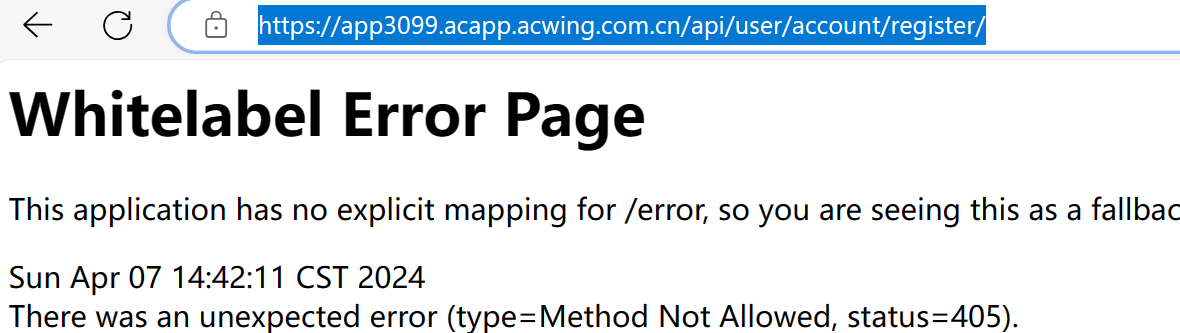 https://app3099.acapp.acwing.com.cn/api/user/account/register/
Whitelabel Error Page
This application has no explicit mapping for /error, so you are seeing this as a fallbac
Sun Apr 07 14:42:11 CST 2024
There was an unexpected error (type=Method Not Allowed, status=405).